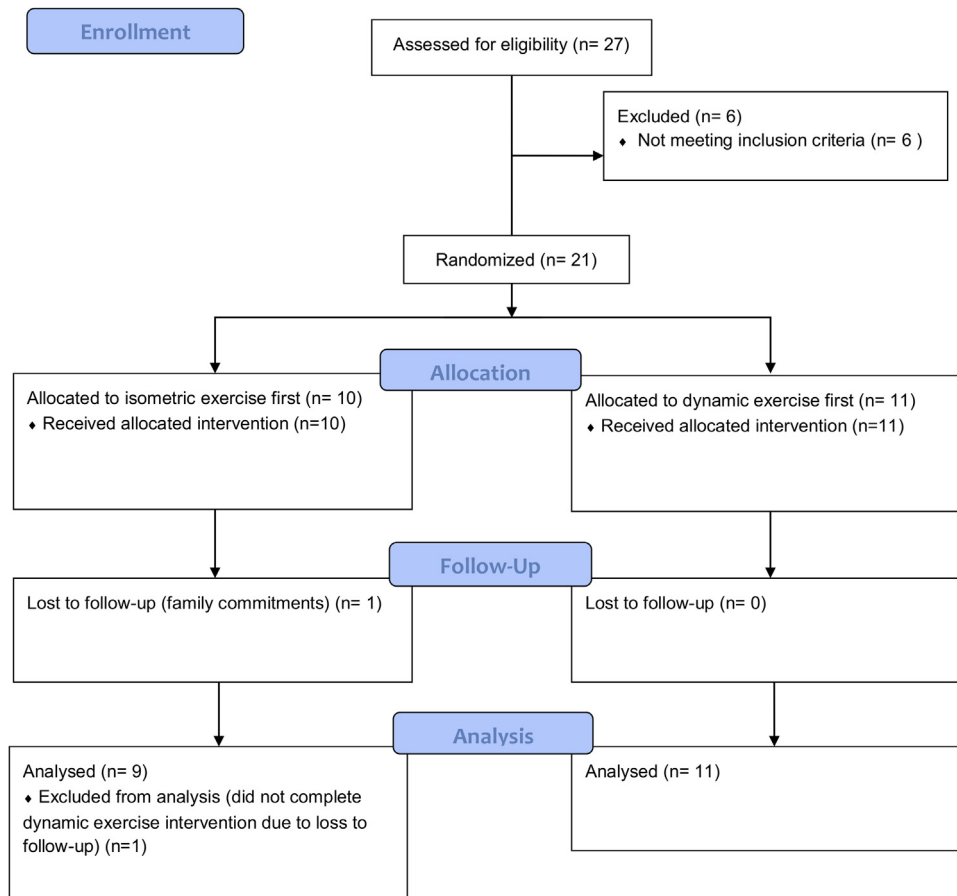 Enrollment
Assessed for eligibility (n= 27)
Excluded (n= 6)
♦ Not meeting inclusion criteria (n= 6 )
Randomized (n= 21)
Allocation
Allocated to isometric exercise first (n= 10)
♦ Received allocated intervention (n=10)
Allocated to dynamic exercise first (n= 11)
♦ Received allocated intervention (n=11)
Follow-Up
Lost to follow-up (family commitments) (n= 1)
Lost to follow-up (n= 0)
Analysis
Analysed (n= 9)
♦ Excluded from analysis (did not complete
dynamic exercise intervention due to loss to
follow-up) (n=1)
Analysed (n= 11)